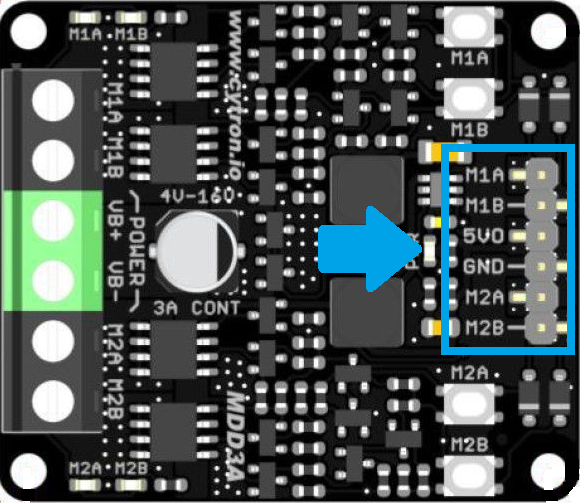 M1A M1B
www.cytron.io
M1A
M1B
M1A
M1B
VB+
VB-
POWER
M2A
M2B
4V-16V
3A CONT
M1A
M1B
5VO
GND
M2A
M2B
M2A
M2B
MDD3A
M2A M2B